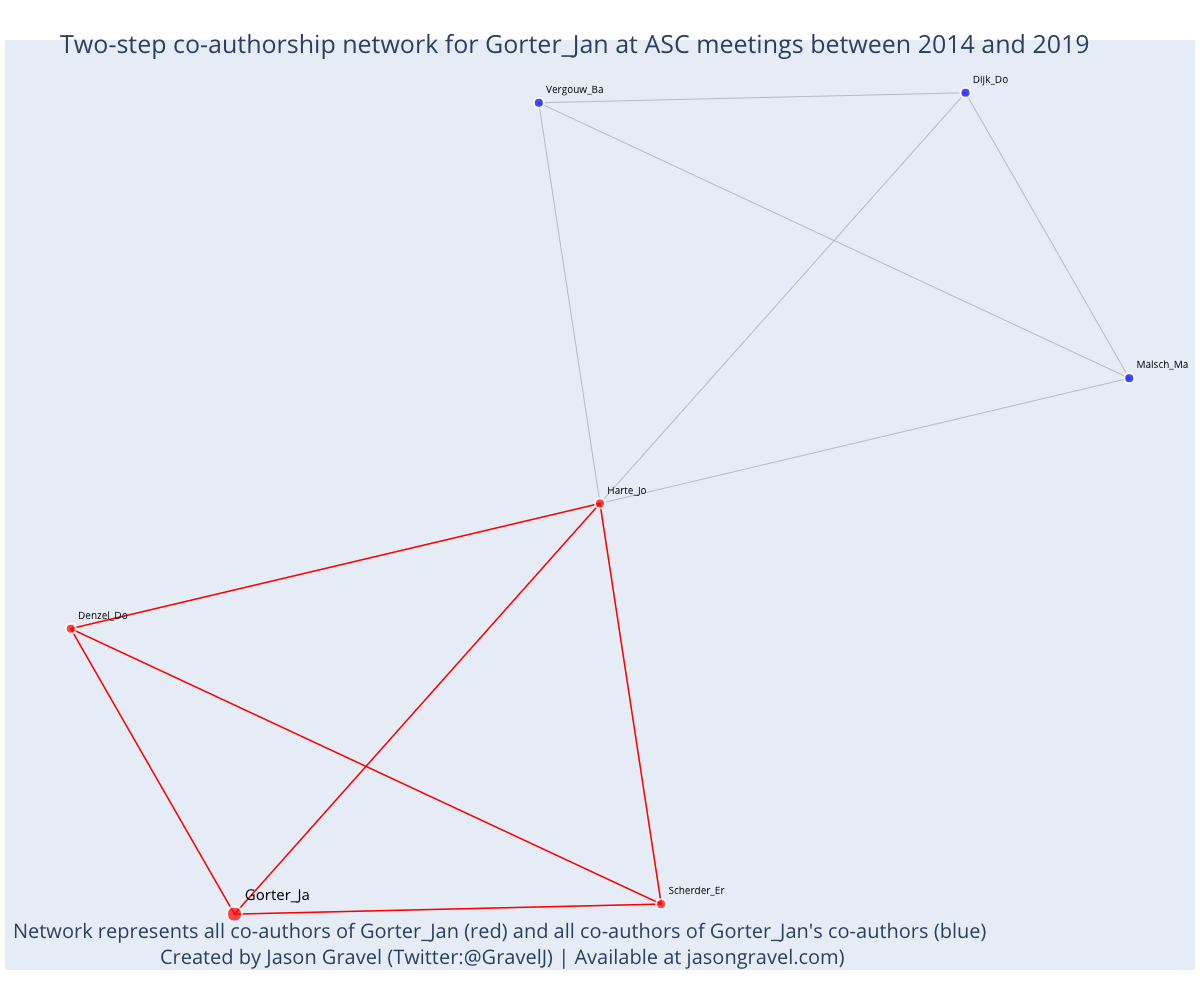 Two-step co-authorship network for Gorter_Jan at ASC meetings between 2014 and 2019
Dijk_Do
Vergouw_Ba
Malsch_Ma
Harte_Jo
Denzel_Do
Scherder_Er
Gorter_Ja
Network represents all co-authors of Gorter_Jan (red) and all co-authors of Gorter_Jan's co-authors (blue)
Created by Jason Gravel (Twitter:@GravelJ) | Available at jasongravel.com)